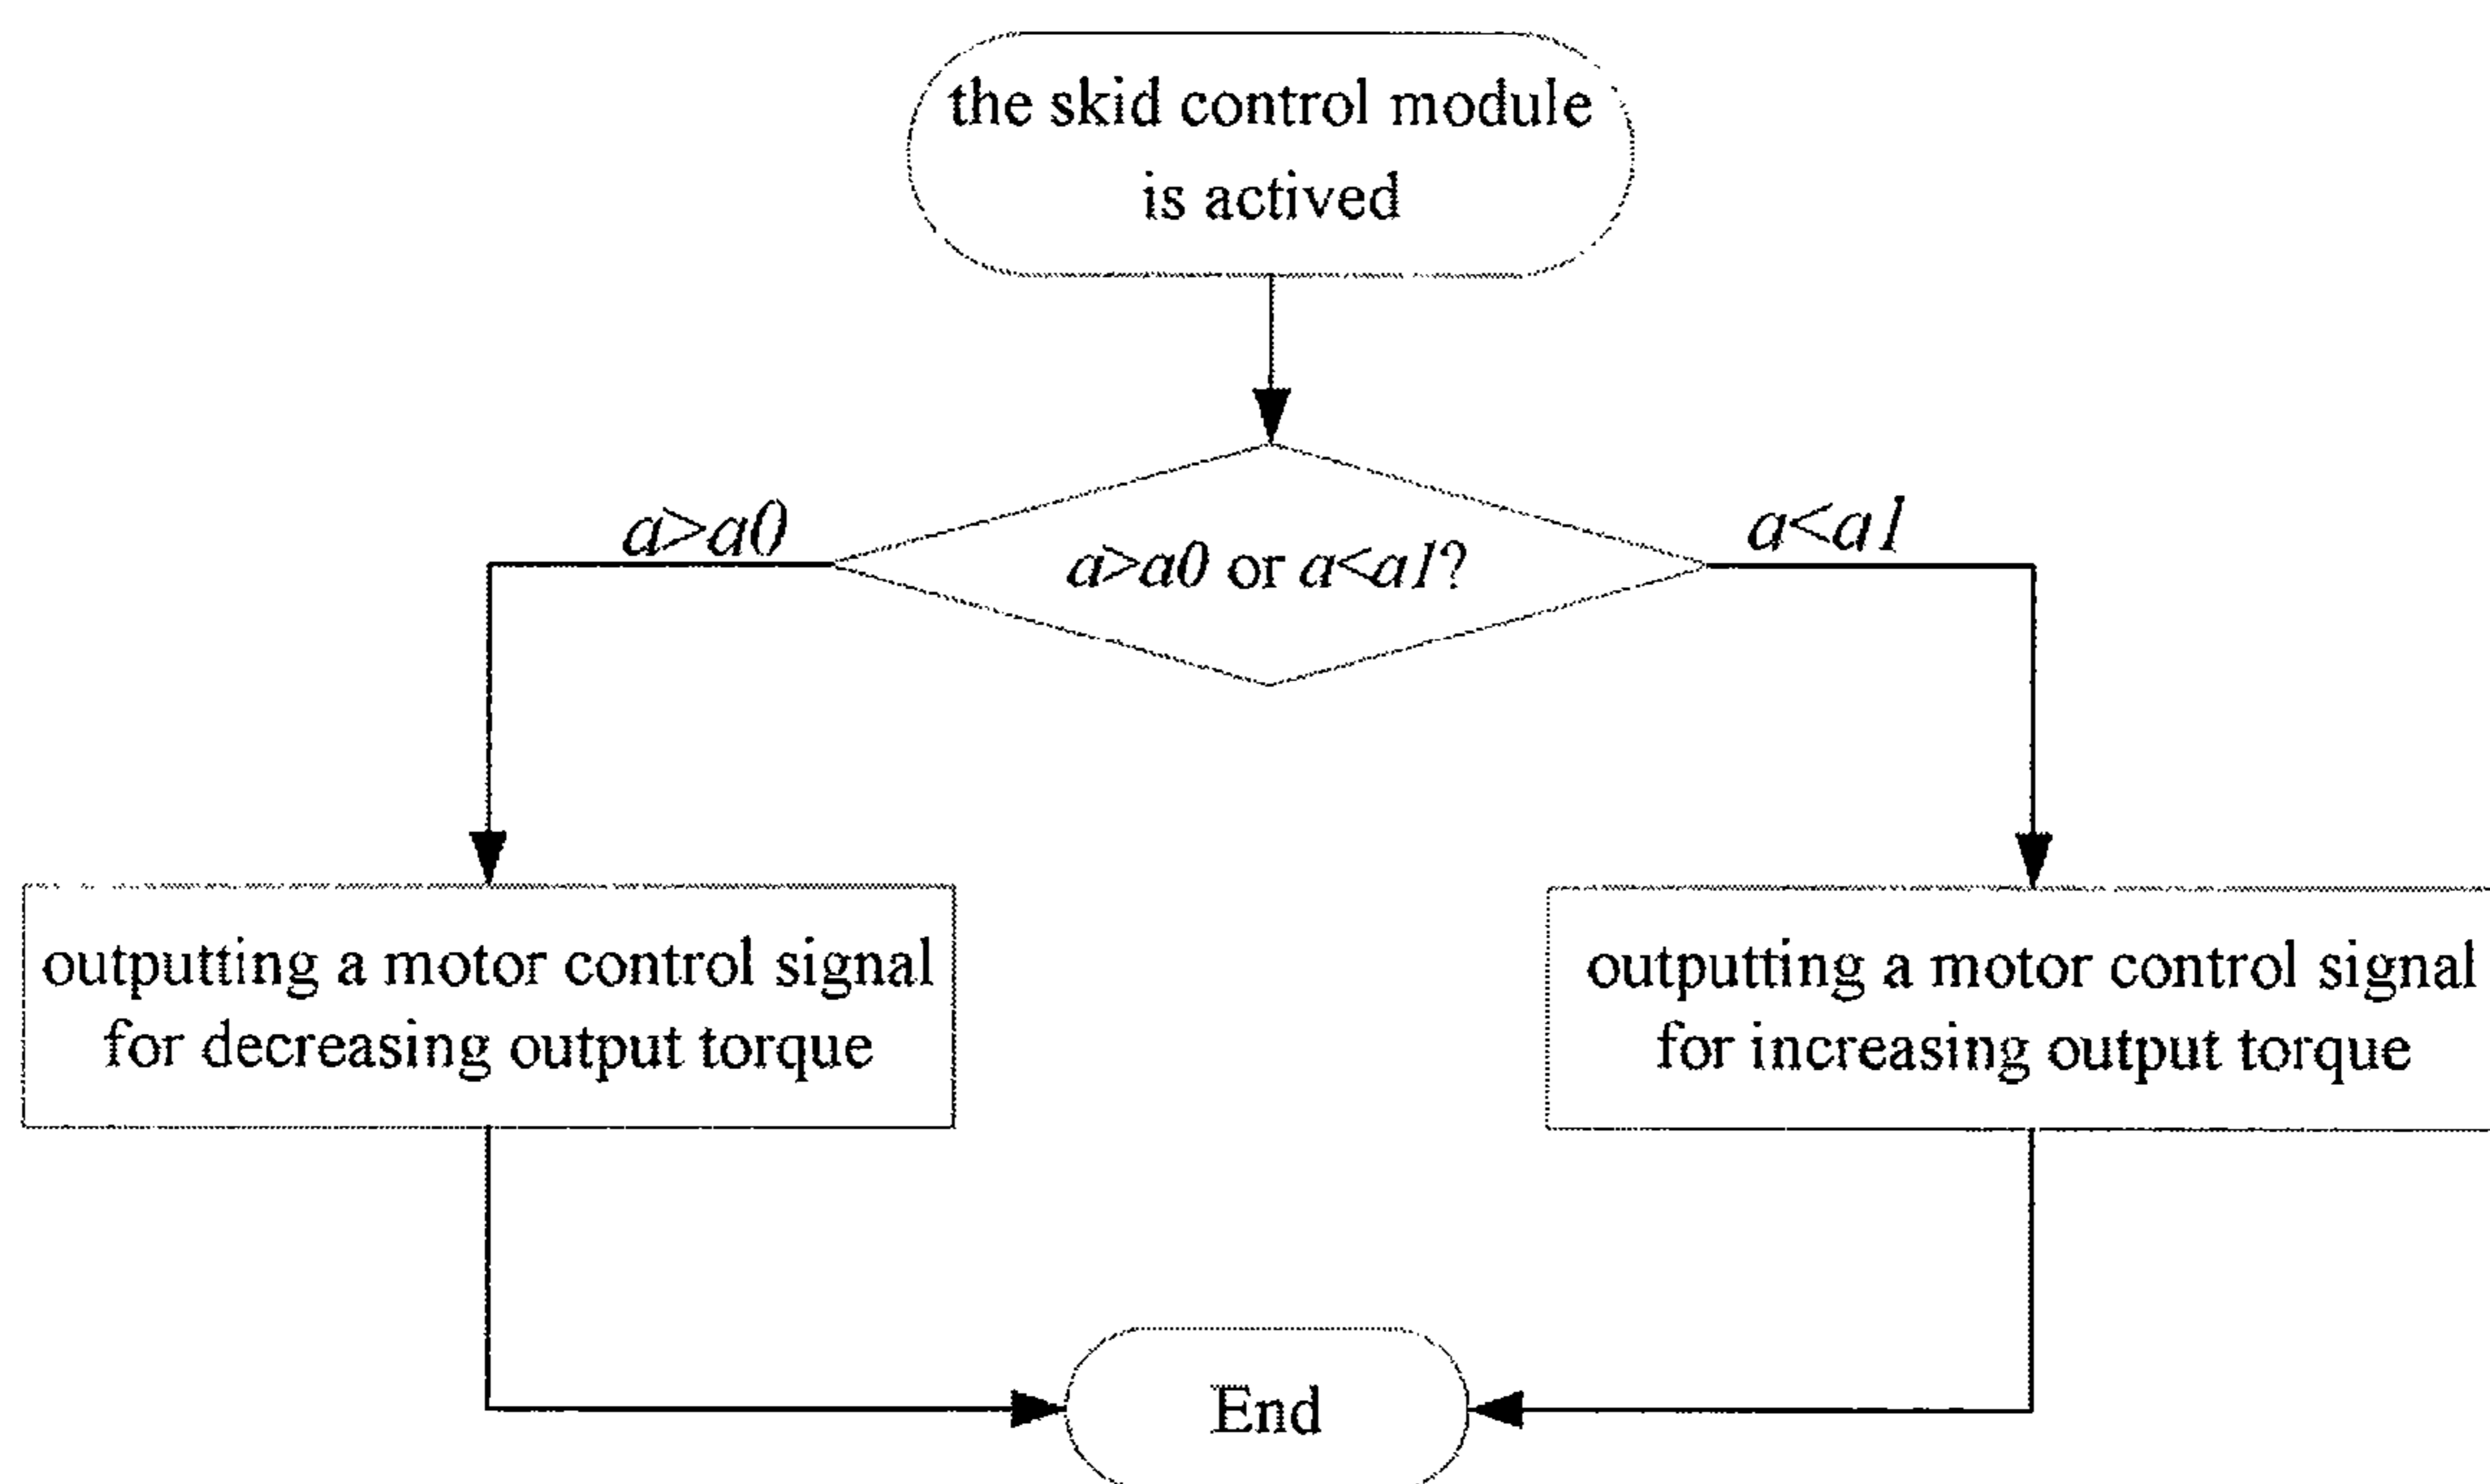 the skid control module
is actived
a>a0
a>a0 or a<a1?
a<a1
outputting a motor control signal
for decreasing output torque
outputting a motor control signal
for increasing output torque
End